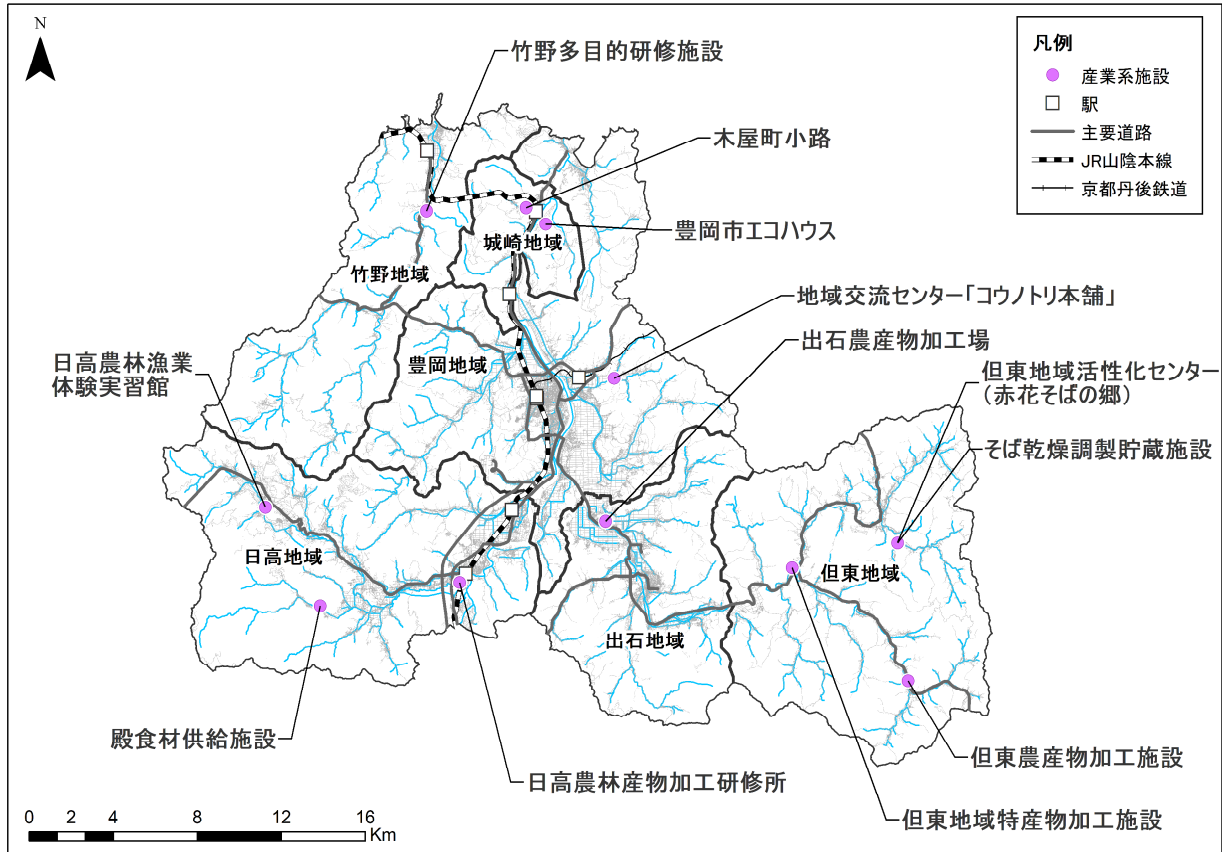 N
竹野多目的研修施設
凡例
産業系施設
駅
主要道路
JR山陰本線
京都丹後鉄道
木屋町小路
豊岡市エコハウス
城崎地域
竹野地域
地域交流センター「コウノトリ本舗」
出石農産物加工場
豊岡地域
日高農林漁業
体験実習館
但東地域活性化センター
(赤花そばの郷)
そば乾燥調製貯蔵施設
日高地域
但東地域
出石地域
殿食材供給施設
日高農林産物加工研修所
但東農産物加工施設
但東地域特産物加工施設
0 2 4 8 12 16
Km